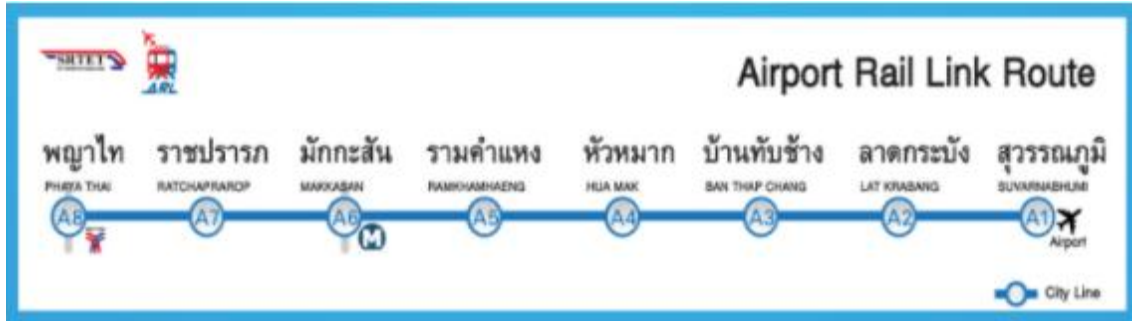 SRTET
ARL
Airport Rail Link Route
พญาไท ราชปรารภ มักกะสัน รามคำแหง หัวหมาก บ้านทับช้าง ลาดกระบัง สุวรรณภูมิ
PHAYA THAI RATCHAPRAROP MAKKASAN RAMKHAMHAENG HUA MAK BAN THAP CHANG LAT KRABANG SUVARNABHUMI
A8 A7 A6 A5 A4 A3 A2 A1
M
Airport
City Line